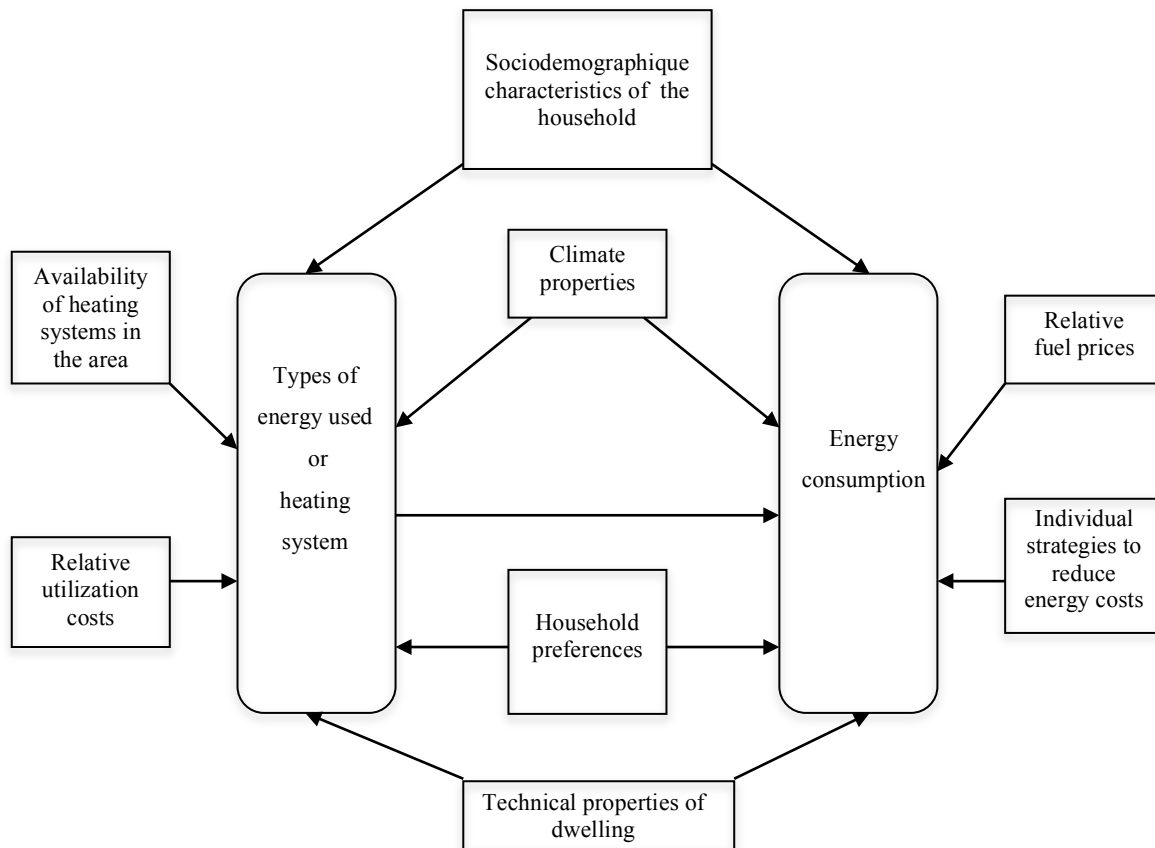 Sociodemographique
characteristics of the
household
Climate
properties
Availability
of heating
systems in
the area
Relative
fuel prices
Types of
energy used
or
heating
system
Energy
consumption
Relative
utilization
costs
Individual
strategies to
reduce
energy costs
Household
preferences
Technical properties of
dwelling